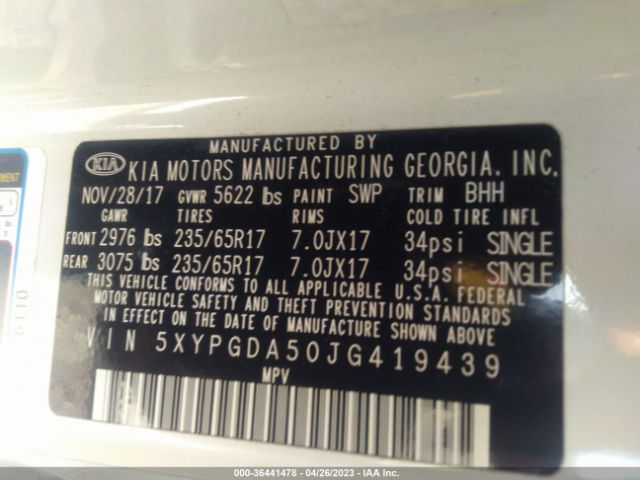 MANUFACTURED BY
KIA KIA MOTORS MANUFACTURING GEORGIA, INC.
NOV/28/17 GVWR 5622 lbs PAINT SWP TRIM BHH
GAWR TIRES RIMS COLD TIRE INFL
FRONT 2976 lbs 235/65R17 7.0JX17 34psi SINGLE
REAR 3075 lbs 235/65R17 7.0JX17 34psi SINGLE
THIS VEHICLE CONFORMS TO ALL APPLICABLE U.S.A. FEDERAL
MOTOR VEHICLE SAFETY AND THEFT PREVENTION STANDARDS
IN EFFECT ON THE DATE OF MANUFACTURE SHOWN ABOVE
VIN 5XYPGDA50JG419439
MPV
6110
000-36441478 - 04/26/2023 - IAA Inc.